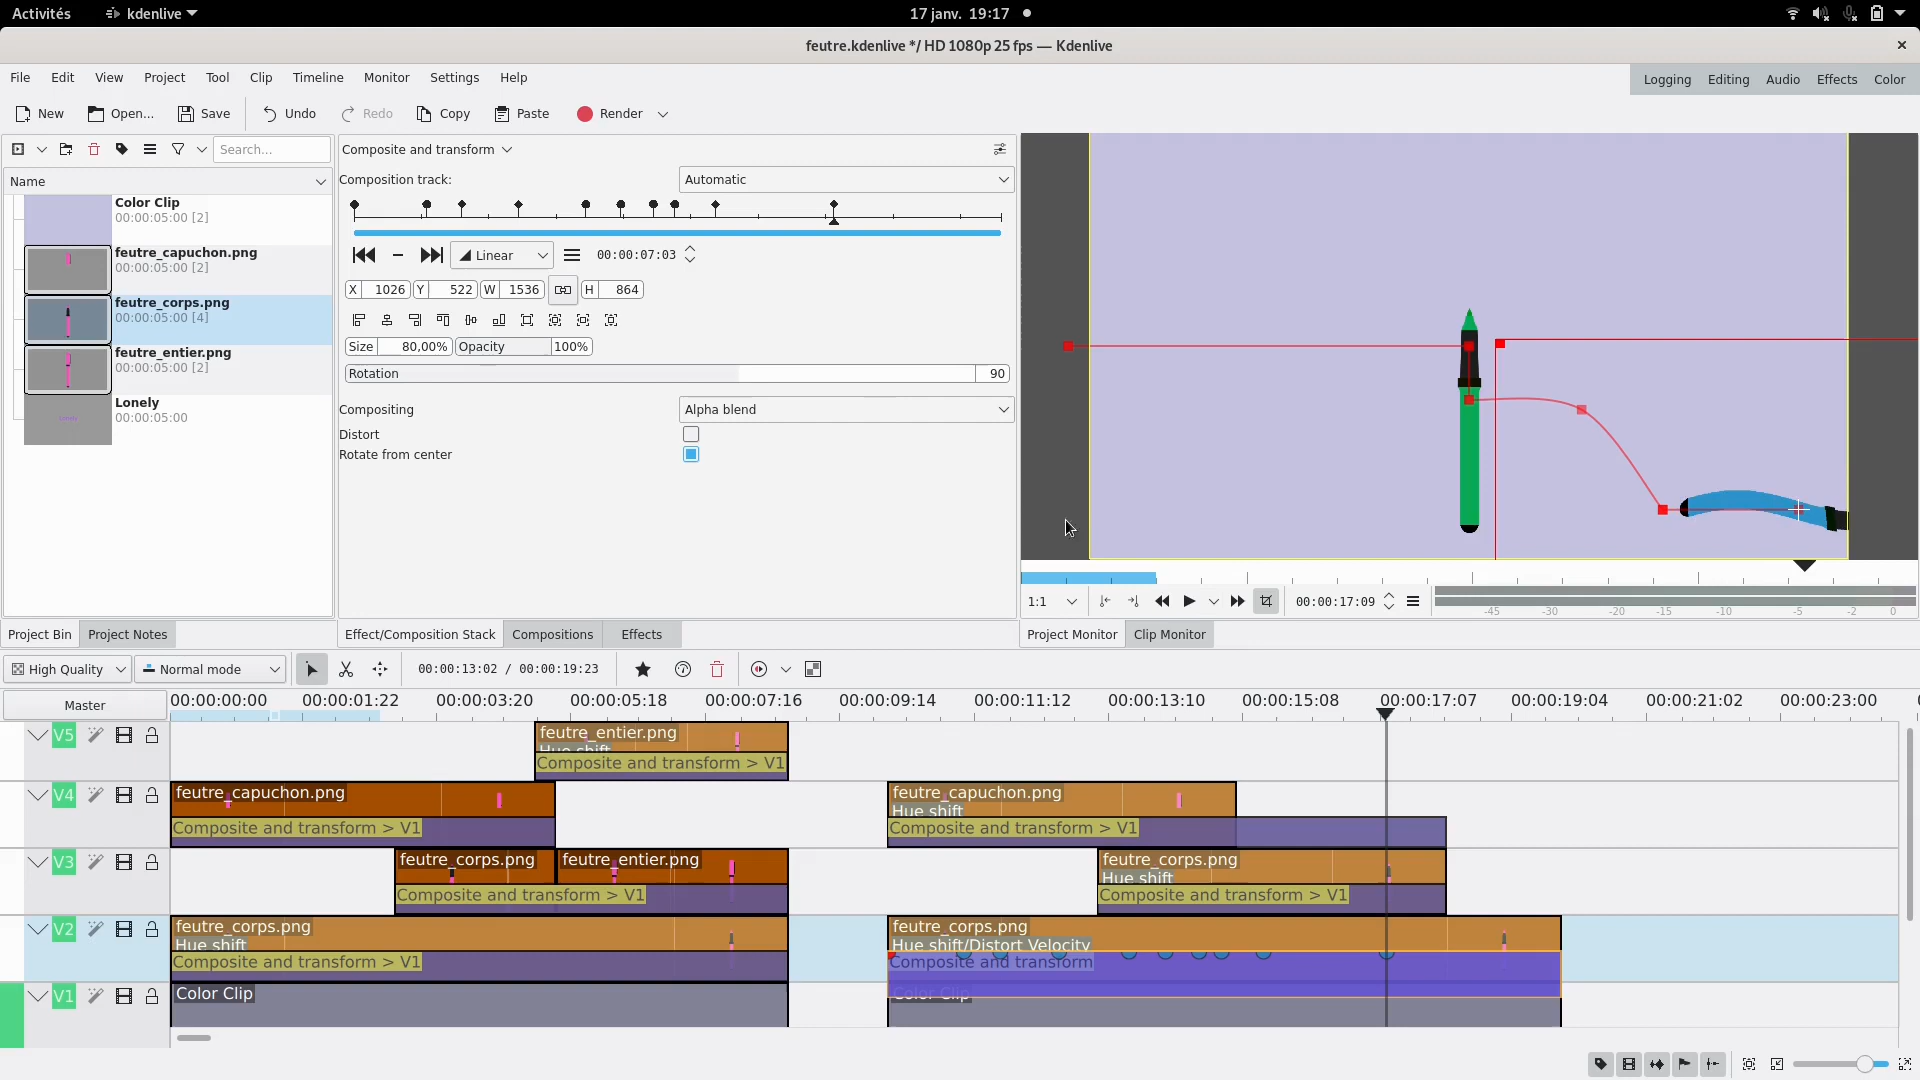 Activités
kdenlive
17 janv. 19:17
feutre.kdenlive */ HD 1080p 25 fps — Kdenlive
File Edit View Project Tool Clip Timeline Monitor Settings Help
Logging Editing Audio Effects Color
New Open... Save Undo Redo Copy Paste Render
Search...
Name
Color Clip
00:00:05:00 [2]
feutre_capuchon.png
00:00:05:00 [2]
feutre_corps.png
00:00:05:00 [4]
feutre_entier.png
00:00:05:00 [2]
Lonely
00:00:05:00
Project Bin Project Notes
Composite and transform
Composition track: Automatic
Linear 00:00:07:03
X 1026 Y 522 W 1536 H 864
Size 80,00% Opacity 100%
Rotation 90
Compositing Alpha blend
Distort
Rotate from center
Effect/Composition Stack Compositions Effects
1:1 00:00:17:09
-45 -30 -20 -15 -10 -5 -2 0
Project Monitor Clip Monitor
High Quality Normal mode 00:00:13:02 / 00:00:19:23
Master
00:00:00:00 00:00:01:22 00:00:03:20 00:00:05:18 00:00:07:16 00:00:09:14 00:00:11:12 00:00:13:10 00:00:15:08 00:00:17:07 00:00:19:04 00:00:21:02 00:00:23:00
V5
feutre_entier.png
Hue shift
Composite and transform > V1
V4
feutre_capuchon.png
Composite and transform > V1
feutre_capuchon.png
Hue shift
Composite and transform > V1
V3
feutre_corps.png
feutre_entier.png
Composite and transform > V1
feutre_corps.png
Hue shift
Composite and transform > V1
V2
feutre_corps.png
Hue shift
Composite and transform > V1
feutre_corps.png
Hue shift/Distort Velocity
Composite and transform
V1
Color Clip
Color Clip